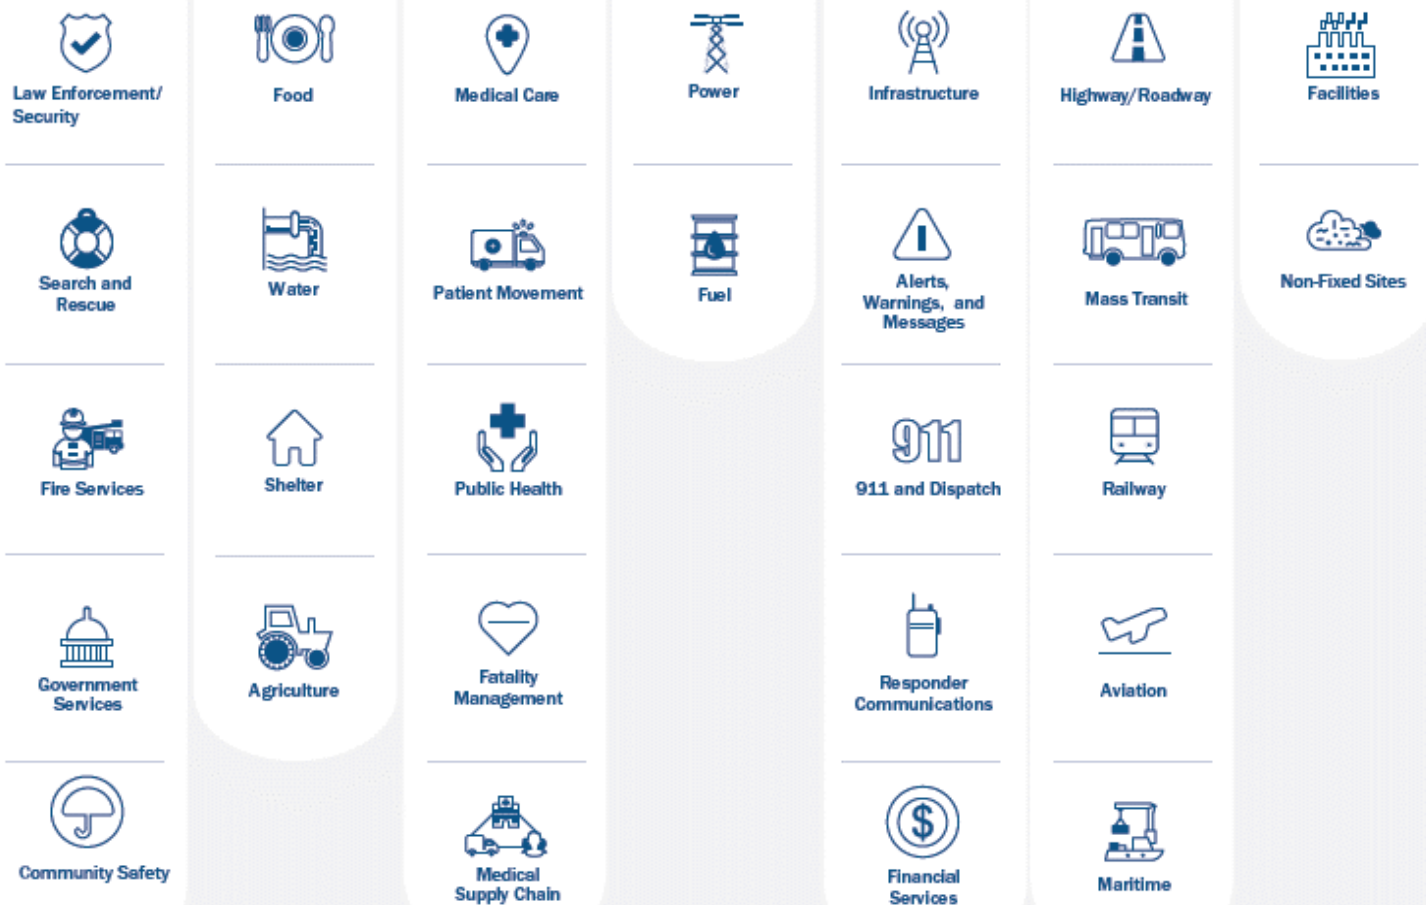 Law Enforcement/
Security
Food
Medical Care
Power
Infrastructure
Highway/Roadway
Facilities
Search and
Rescue
Water
Patient Movement
Fuel
Alerts,
Warnings, and
Messages
Mass Transit
Non-Fixed Sites
Fire Services
Shelter
Public Health
911
911 and Dispatch
Railway
Government
Services
Agriculture
Fatality
Management
Responder
Communications
Aviation
Community Safety
Medical
Supply Chain
$
Financial
Services
Maritime